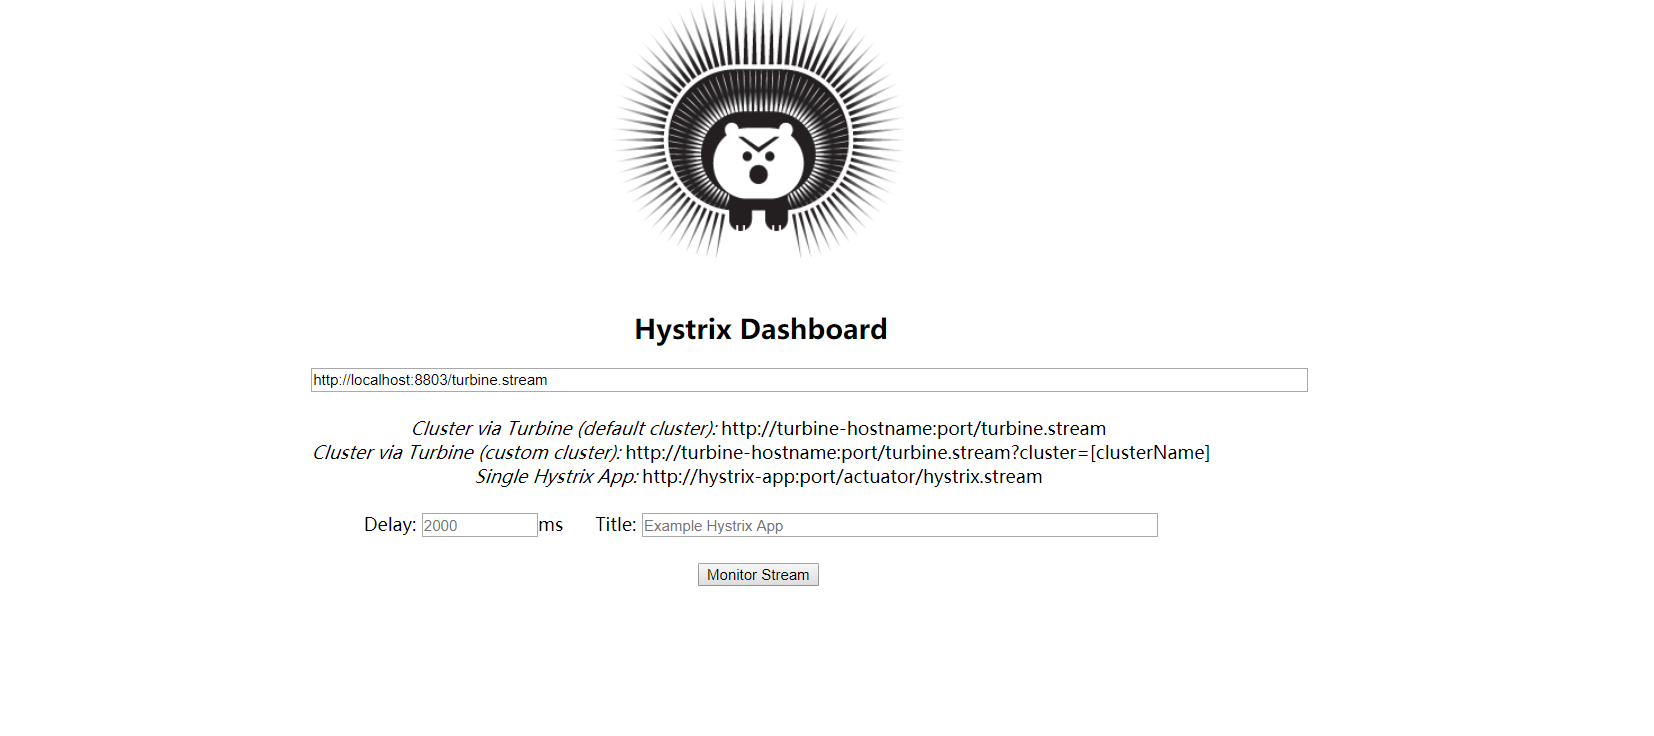 Hystrix Dashboard
http://localhost:8803/turbine.stream
Cluster via Turbine (default cluster): http://turbine-hostname:port/turbine.stream
Cluster via Turbine (custom cluster): http://turbine-hostname:port/turbine.stream?cluster=[clusterName]
Single Hystrix App: http://hystrix-app:port/actuator/hystrix.stream
Delay: 2000 ms Title: Example Hystrix App
Monitor Stream